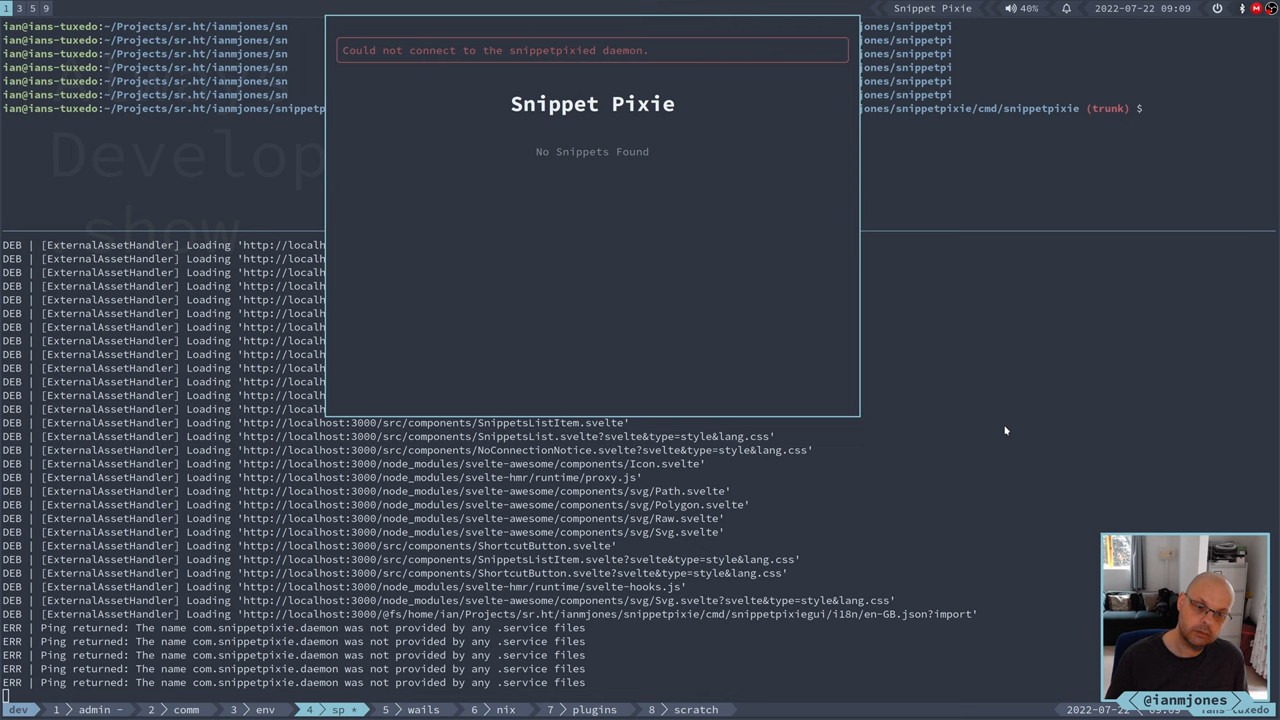 1 3 5 9
Snippet Pixie
40%
2022-07-22 09:09
ian@ians-tuxedo:~/Projects/sr.ht/ianmjones/sn
jones/snippetpi
ian@ians-tuxedo:~/Projects/sr.ht/ianmjones/sn
jones/snippetpi
ian@ians-tuxedo:~/Projects/sr.ht/ianmjones/sn
jones/snippetpi
ian@ians-tuxedo:~/Projects/sr.ht/ianmjones/sn
jones/snippetpi
ian@ians-tuxedo:~/Projects/sr.ht/ianmjones/sn
jones/snippetpi
ian@ians-tuxedo:~/Projects/sr.ht/ianmjones/sn
jones/snippetpi
ian@ians-tuxedo:~/Projects/sr.ht/ianmjones/snippetp
jones/snippetpixie/cmd/snippetpixie (trunk) $
Could not connect to the snippetpixied daemon.
Snippet Pixie
No Snippets Found
Develop
show
DEB | [ExternalAssetHandler] Loading 'http://localh
DEB | [ExternalAssetHandler] Loading 'http://localh
DEB | [ExternalAssetHandler] Loading 'http://localh
DEB | [ExternalAssetHandler] Loading 'http://localh
DEB | [ExternalAssetHandler] Loading 'http://localh
DEB | [ExternalAssetHandler] Loading 'http://localh
DEB | [ExternalAssetHandler] Loading 'http://localh
DEB | [ExternalAssetHandler] Loading 'http://localh
DEB | [ExternalAssetHandler] Loading 'http://localh
DEB | [ExternalAssetHandler] Loading 'http://localh
DEB | [ExternalAssetHandler] Loading 'http://localh
DEB | [ExternalAssetHandler] Loading 'http://localh
DEB | [ExternalAssetHandler] Loading 'http://localh
DEB | [ExternalAssetHandler] Loading 'http://localhost:3000/src/components/SnippetsListItem.svelte'
DEB | [ExternalAssetHandler] Loading 'http://localhost:3000/src/components/SnippetsList.svelte?svelte&type=style&lang.css'
DEB | [ExternalAssetHandler] Loading 'http://localhost:3000/src/components/NoConnectionNotice.svelte?svelte&type=style&lang.css'
DEB | [ExternalAssetHandler] Loading 'http://localhost:3000/node_modules/svelte-awesome/components/Icon.svelte'
DEB | [ExternalAssetHandler] Loading 'http://localhost:3000/node_modules/svelte-hmr/runtime/proxy.js'
DEB | [ExternalAssetHandler] Loading 'http://localhost:3000/node_modules/svelte-awesome/components/svg/Path.svelte'
DEB | [ExternalAssetHandler] Loading 'http://localhost:3000/node_modules/svelte-awesome/components/svg/Polygon.svelte'
DEB | [ExternalAssetHandler] Loading 'http://localhost:3000/node_modules/svelte-awesome/components/svg/Raw.svelte'
DEB | [ExternalAssetHandler] Loading 'http://localhost:3000/node_modules/svelte-awesome/components/svg/Svg.svelte'
DEB | [ExternalAssetHandler] Loading 'http://localhost:3000/src/components/ShortcutButton.svelte'
DEB | [ExternalAssetHandler] Loading 'http://localhost:3000/src/components/SnippetsListItem.svelte?svelte&type=style&lang.css'
DEB | [ExternalAssetHandler] Loading 'http://localhost:3000/src/components/ShortcutButton.svelte?svelte&type=style&lang.css'
DEB | [ExternalAssetHandler] Loading 'http://localhost:3000/node_modules/svelte-hmr/runtime/svelte-hooks.js'
DEB | [ExternalAssetHandler] Loading 'http://localhost:3000/node_modules/svelte-awesome/components/svg/Svg.svelte?svelte&type=style&lang.css'
DEB | [ExternalAssetHandler] Loading 'http://localhost:3000/@fs/home/ian/Projects/sr.ht/ianmjones/snippetpixie/cmd/snippetpixiegui/i18n/en-GB.json?import'
ERR | Ping returned: The name com.snippetpixie.daemon was not provided by any .service files
ERR | Ping returned: The name com.snippetpixie.daemon was not provided by any .service files
ERR | Ping returned: The name com.snippetpixie.daemon was not provided by any .service files
ERR | Ping returned: The name com.snippetpixie.daemon was not provided by any .service files
ERR | Ping returned: The name com.snippetpixie.daemon was not provided by any .service files
@ianmjones
dev 1 admin - 2 comm 3 env 4 sp * 5 wails 6 nix 7 plugins 8 scratch 2022-07-22